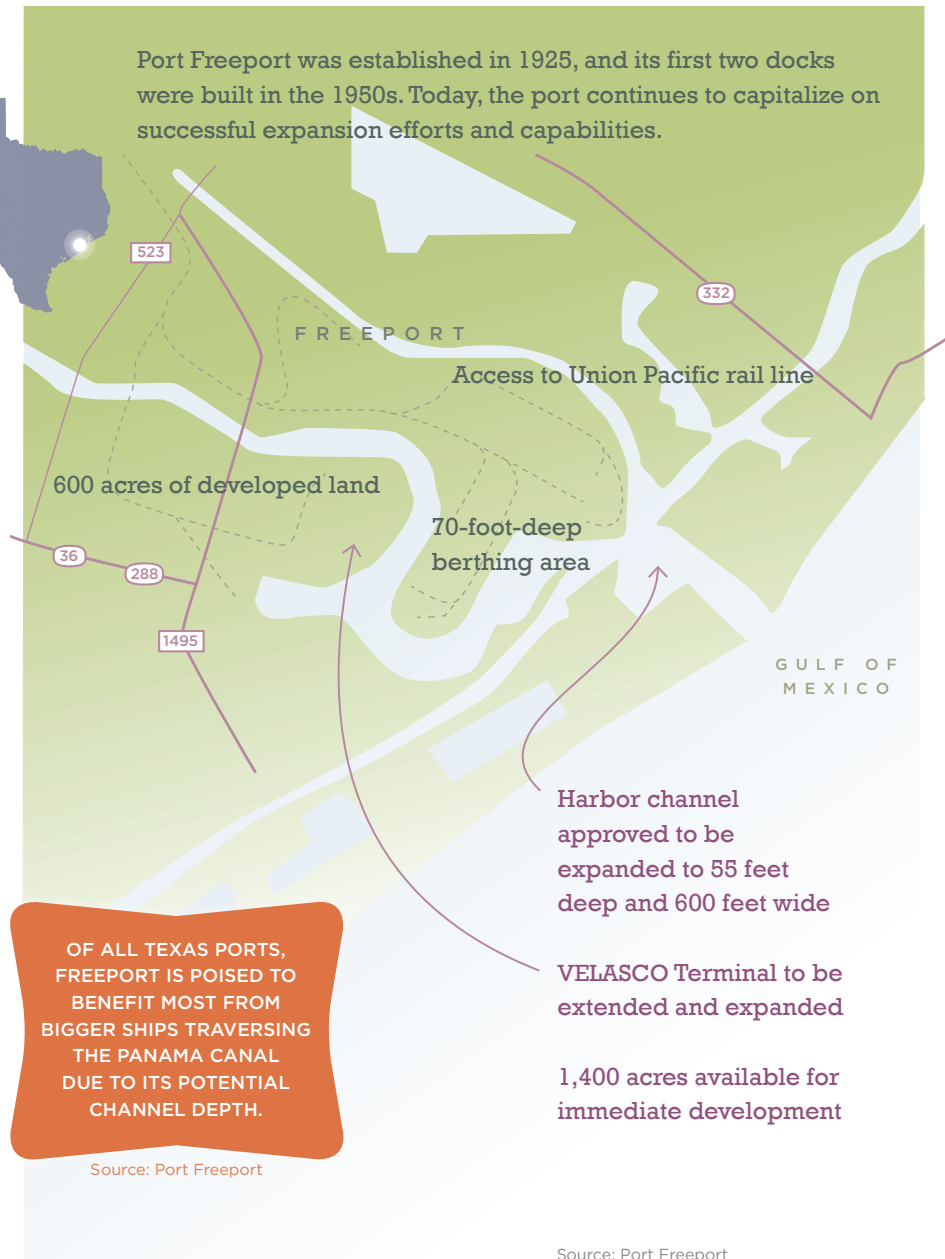 Port Freeport was established in 1925, and its first two docks
were built in the 1950s. Today, the port continues to capitalize on
successful expansion efforts and capabilities.
523
332
FREEPORT
Access to Union Pacific rail line
600 acres of developed land
70-foot-deep
berthing area
36
288
1495
GULF OF
MEXICO
Harbor channel
approved to be
expanded to 55 feet
deep and 600 feet wide
VELASCO Terminal to be
extended and expanded
1,400 acres available for
immediate development
OF ALL TEXAS PORTS,
FREEPORT IS POISED TO
BENEFIT MOST FROM
BIGGER SHIPS TRAVERSING
THE PANAMA CANAL
DUE TO ITS POTENTIAL
CHANNEL DEPTH.
Source: Port Freeport
Source: Port Freeport